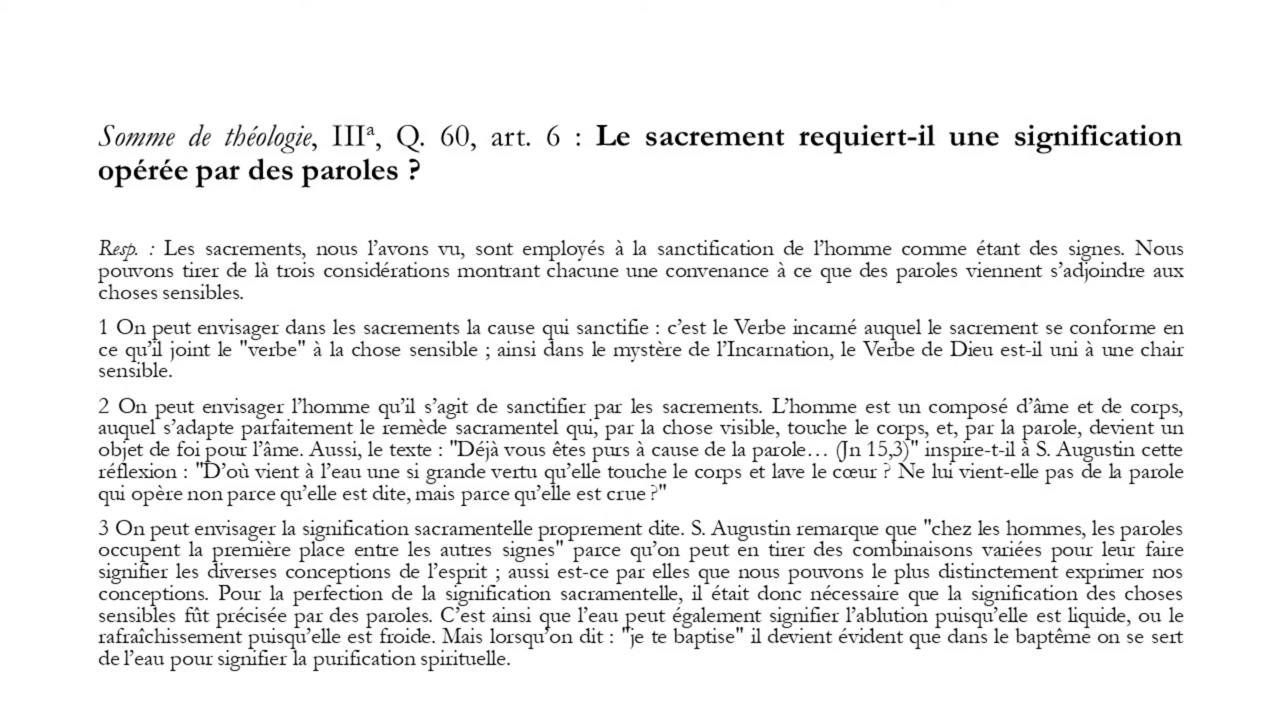 Somme de théologie, IIIª, Q. 60, art. 6 : Le sacrement requiert-il une signification
opérée par des paroles ?
Resp. : Les sacrements, nous l’avons vu, sont employés à la sanctification de l’homme comme étant des signes. Nous
pouvons tirer de là trois considérations montrant chacune une convenance à ce que des paroles viennent s’adjoindre aux
choses sensibles.
1 On peut envisager dans les sacrements la cause qui sanctifie : c’est le Verbe incarné auquel le sacrement se conforme en
ce qu’il joint le "verbe" à la chose sensible ; ainsi dans le mystère de l’Incarnation, le Verbe de Dieu est-il uni à une chair
sensible.
2 On peut envisager l’homme qu’il s’agit de sanctifier par les sacrements. L’homme est un composé d’âme et de corps,
auquel s’adapte parfaitement le remède sacramentel qui, par la chose visible, touche le corps, et, par la parole, devient un
objet de foi pour l’âme. Aussi, le texte : "Déjà vous êtes purs à cause de la parole… (Jn 15,3)" inspire-t-il à S. Augustin cette
réflexion : "D’où vient à l’eau une si grande vertu qu’elle touche le corps et lave le cœur ? Ne lui vient-elle pas de la parole
qui opère non parce qu’elle est dite, mais parce qu’elle est crue ?"
3 On peut envisager la signification sacramentelle proprement dite. S. Augustin remarque que "chez les hommes, les paroles
occupent la première place entre les autres signes" parce qu’on peut en tirer des combinaisons variées pour leur faire
signifier les diverses conceptions de l’esprit ; aussi est-ce par elles que nous pouvons le plus distinctement exprimer nos
conceptions. Pour la perfection de la signification sacramentelle, il était donc nécessaire que la signification des choses
sensibles fût précisée par des paroles. C’est ainsi que l’eau peut également signifier l’ablution puisqu’elle est liquide, ou le
rafraîchissement puisqu’elle est froide. Mais lorsqu’on dit : "je te baptise" il devient évident que dans le baptême on se sert
de l’eau pour signifier la purification spirituelle.